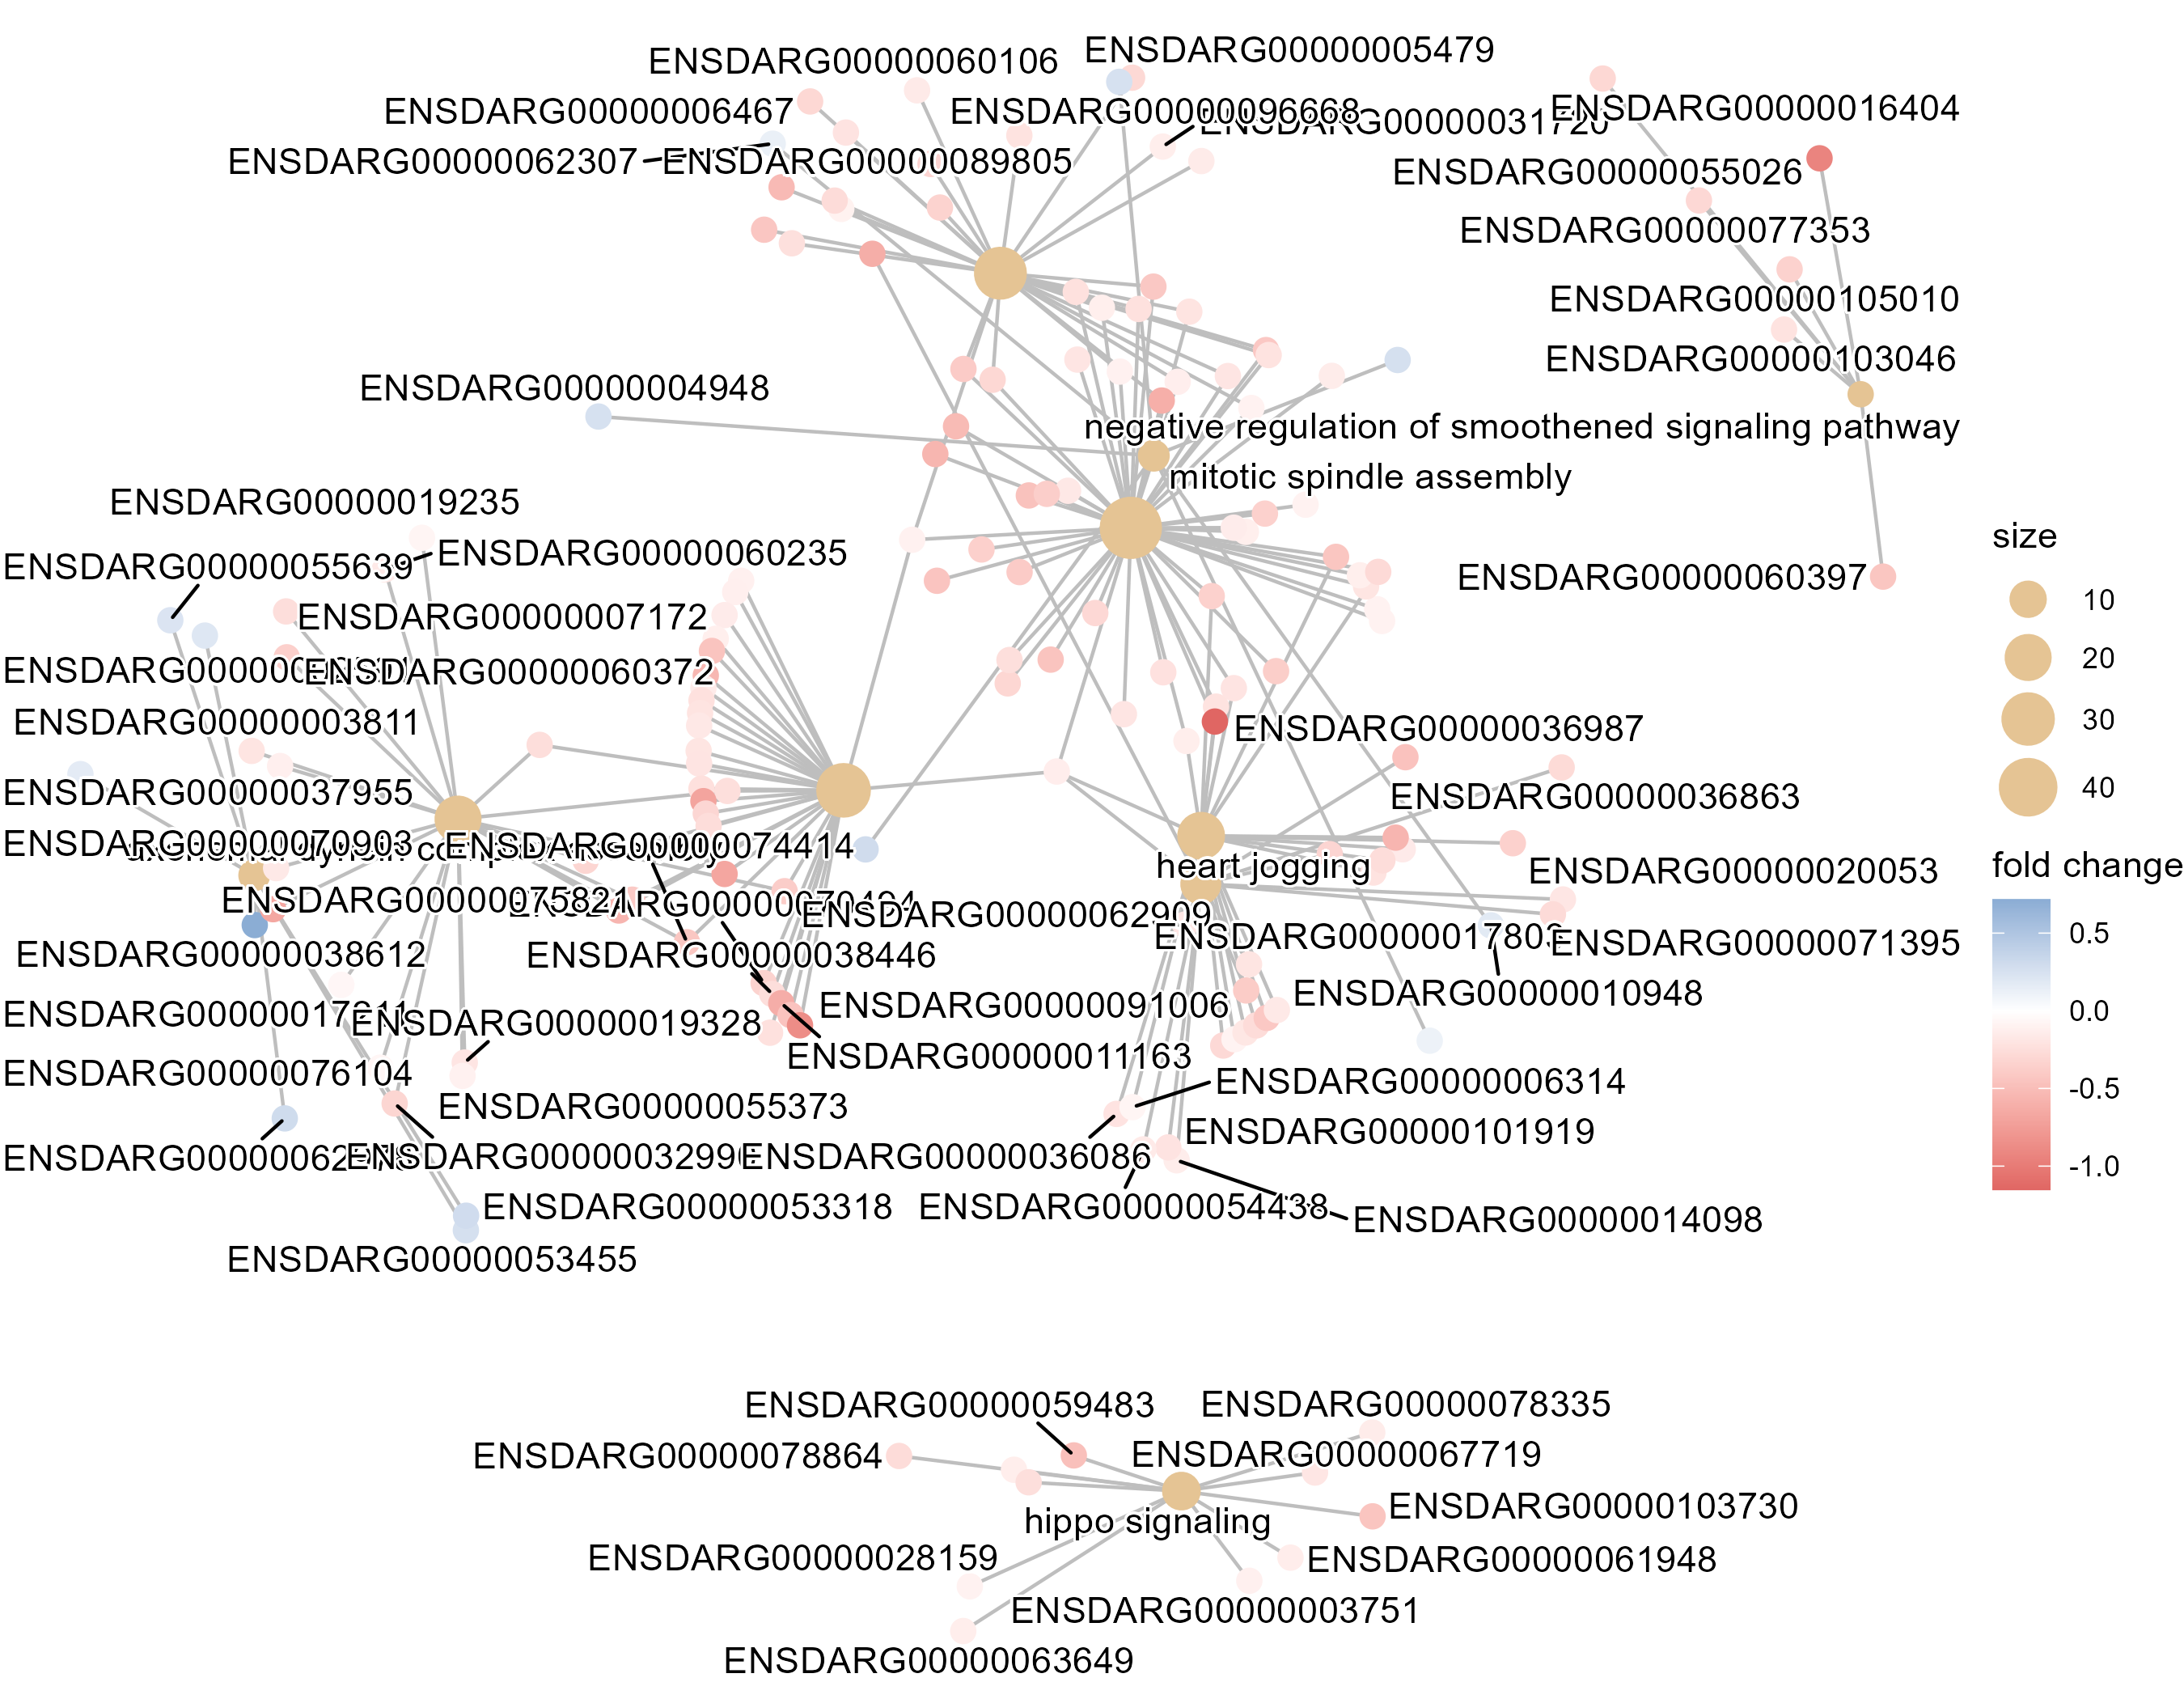 ENSDARG00000005479
ENSDARG00000060106
ENSDARG00000006467
ENSDARG00000096668
ENSDARG00000016404
ENSDARG00000062307
ENSDARG00000089805
ENSDARG00000055026
ENSDARG00000077353
ENSDARG00000105010
ENSDARG00000103046
ENSDARG00000004948
negative regulation of smoothened signaling pathway
mitotic spindle assembly
ENSDARG00000019235
ENSDARG00000060235
ENSDARG00000055639
ENSDARG00000060397
ENSDARG00000007172
ENSDARG00000060372
ENSDARG00000003811
ENSDARG00000036987
ENSDARG00000037955
ENSDARG00000036863
ENSDARG00000070903
ENSDARG00000074414
heart jogging
ENSDARG00000020053
ENSDARG00000075821
ENSDARG00000062909
ENSDARG00000071395
ENSDARG00000038612
ENSDARG00000038446
ENSDARG00000010948
ENSDARG00000091006
ENSDARG00000019328
ENSDARG00000011163
ENSDARG00000076104
ENSDARG00000006314
ENSDARG00000055373
ENSDARG00000101919
ENSDARG00000036086
ENSDARG00000053318
ENSDARG00000054438
ENSDARG00000014098
ENSDARG00000053455
ENSDARG00000059483
ENSDARG00000078335
ENSDARG00000078864
ENSDARG00000067719
ENSDARG00000103730
hippo signaling
ENSDARG00000028159
ENSDARG00000061948
ENSDARG00000003751
ENSDARG00000063649
size
10
20
30
40
fold change
0.5
0.0
-0.5
-1.0